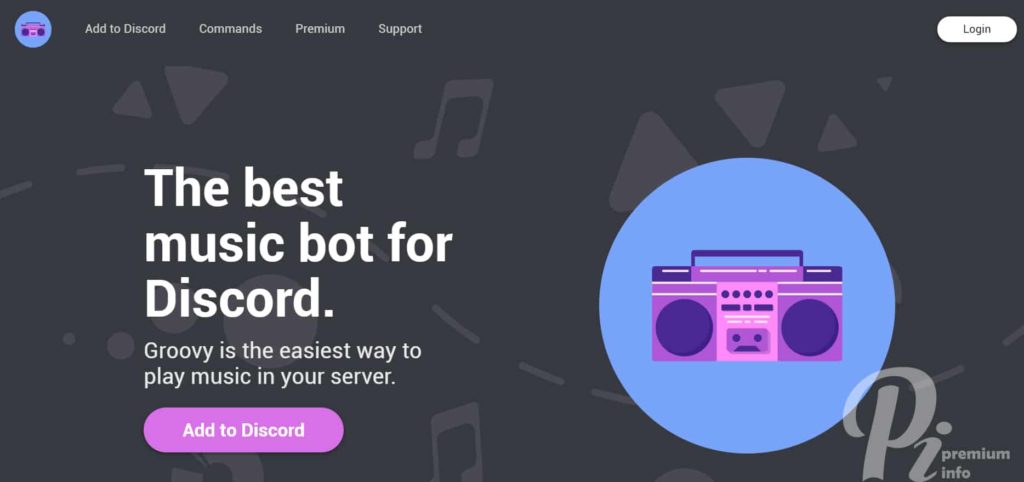 Add to Discord Commands Premium Support Login
The best
music bot for
Discord.
Groovy is the easiest way to
play music in your server.
Add to Discord
Pi premium
info